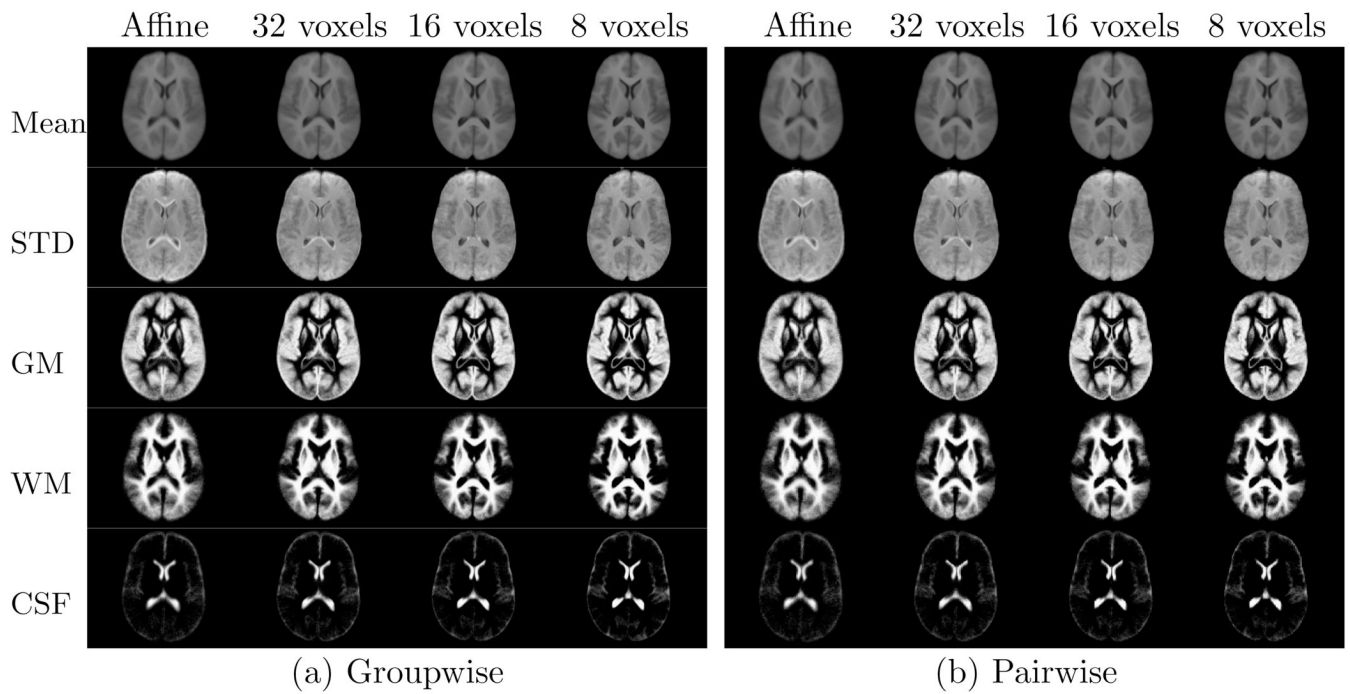 Affine 32 voxels 16 voxels 8 voxels Affine 32 voxels 16 voxels 8 voxels
Mean
STD
GM
WM
CSF
(a) Groupwise (b) Pairwise